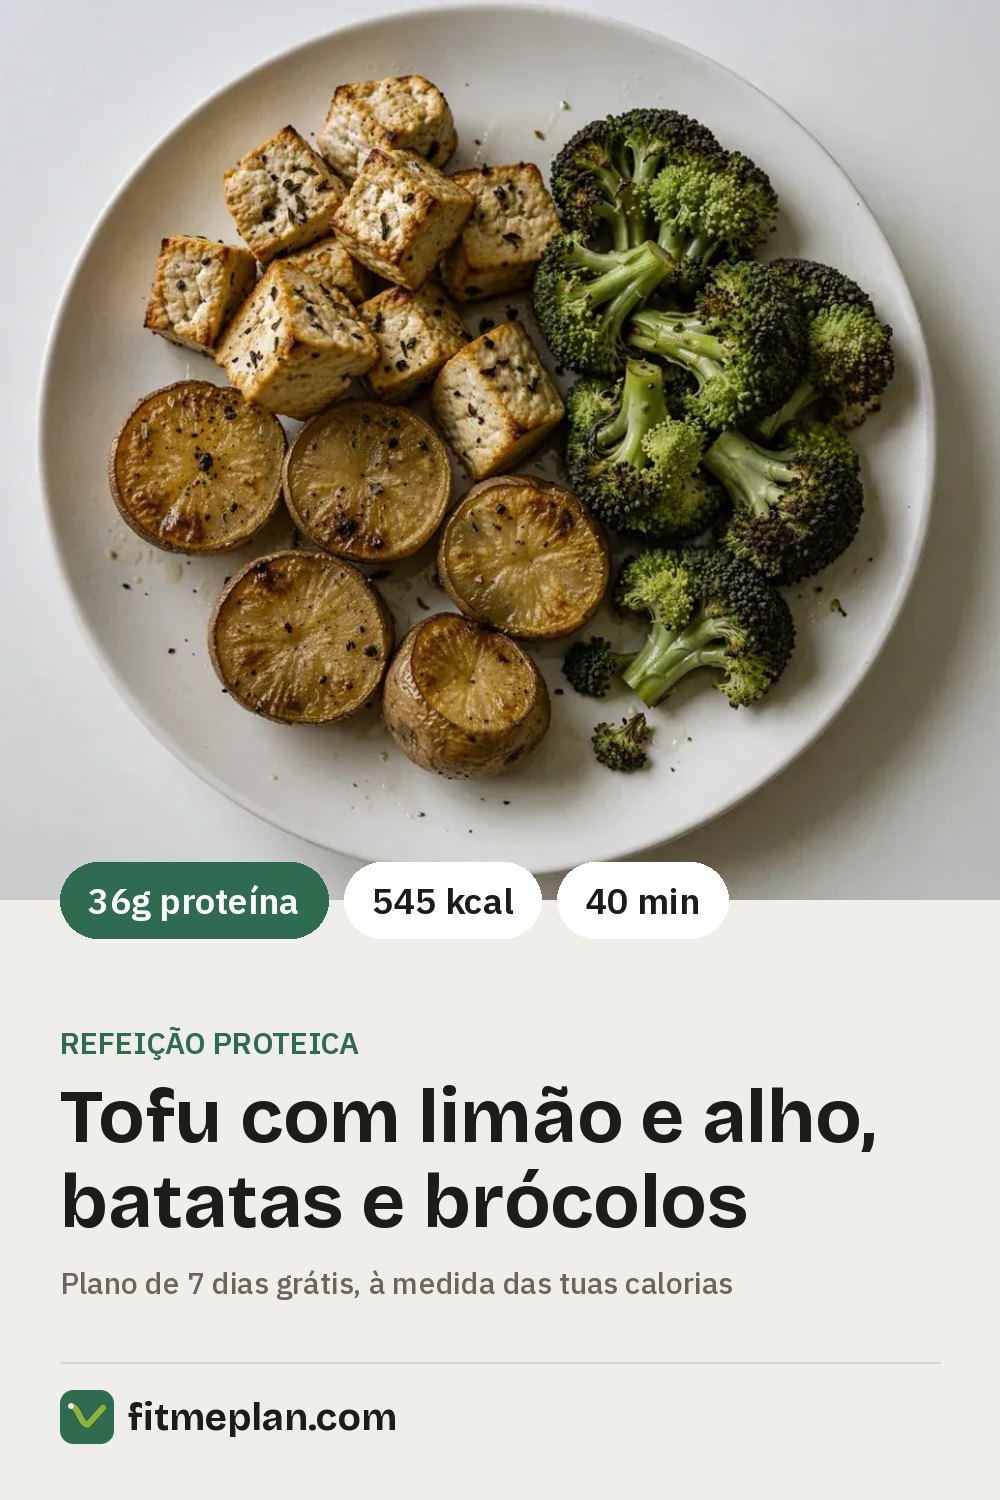 36g proteína
545 kcal
40 min
REFEIÇÃO PROTEICA
Tofu com limão e alho,
batatas e brócolos
Plano de 7 dias grátis, à medida das tuas calorias
fitmeplan.com